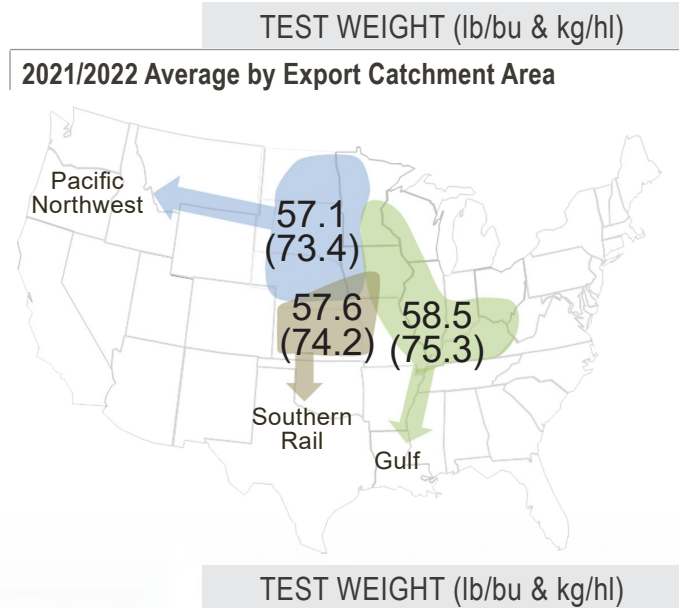 TEST WEIGHT (lb/bu & kg/hl)
2021/2022 Average by Export Catchment Area
Pacific
Northwest
57.1
(73.4)
57.6
(74.2)
58.5
(75.3)
Southern
Rail
Gulf
TEST WEIGHT (lb/bu & kg/hl)